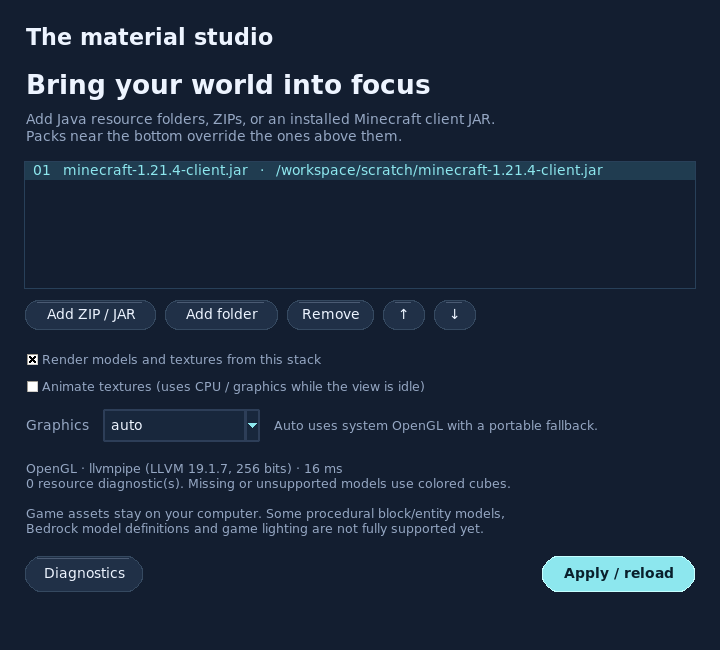 The material studio
Bring your world into focus
Add Java resource folders, ZIPs, or an installed Minecraft client JAR.
Packs near the bottom override the ones above them.
01 minecraft-1.21.4-client.jar · /workspace/scratch/minecraft-1.21.4-client.jar
Add ZIP / JAR Add folder Remove ↑ ↓
Render models and textures from this stack
Animate textures (uses CPU / graphics while the view is idle)
Graphics auto Auto uses system OpenGL with a portable fallback.
OpenGL · llvmpipe (LLVM 19.1.7, 256 bits) · 16 ms
0 resource diagnostic(s). Missing or unsupported models use colored cubes.
Game assets stay on your computer. Some procedural block/entity models,
Bedrock model definitions and game lighting are not fully supported yet.
Diagnostics Apply / reload